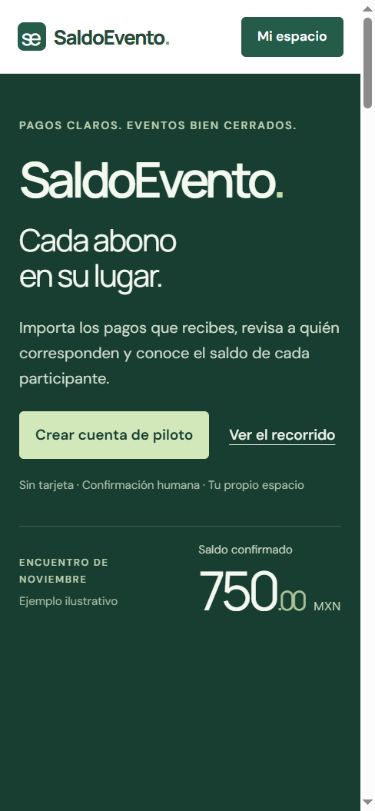 se SaldoEvento.
Mi espacio
PAGOS CLAROS. EVENTOS BIEN CERRADOS.
SaldoEvento.
Cada abono
en su lugar.
Importa los pagos que recibes, revisa a quién
corresponden y conoce el saldo de cada
participante.
Crear cuenta de piloto
Ver el recorrido
Sin tarjeta · Confirmación humana · Tu propio espacio
ENCUENTRO DE
NOVIEMBRE
Ejemplo ilustrativo
Saldo confirmado
750.00 MXN